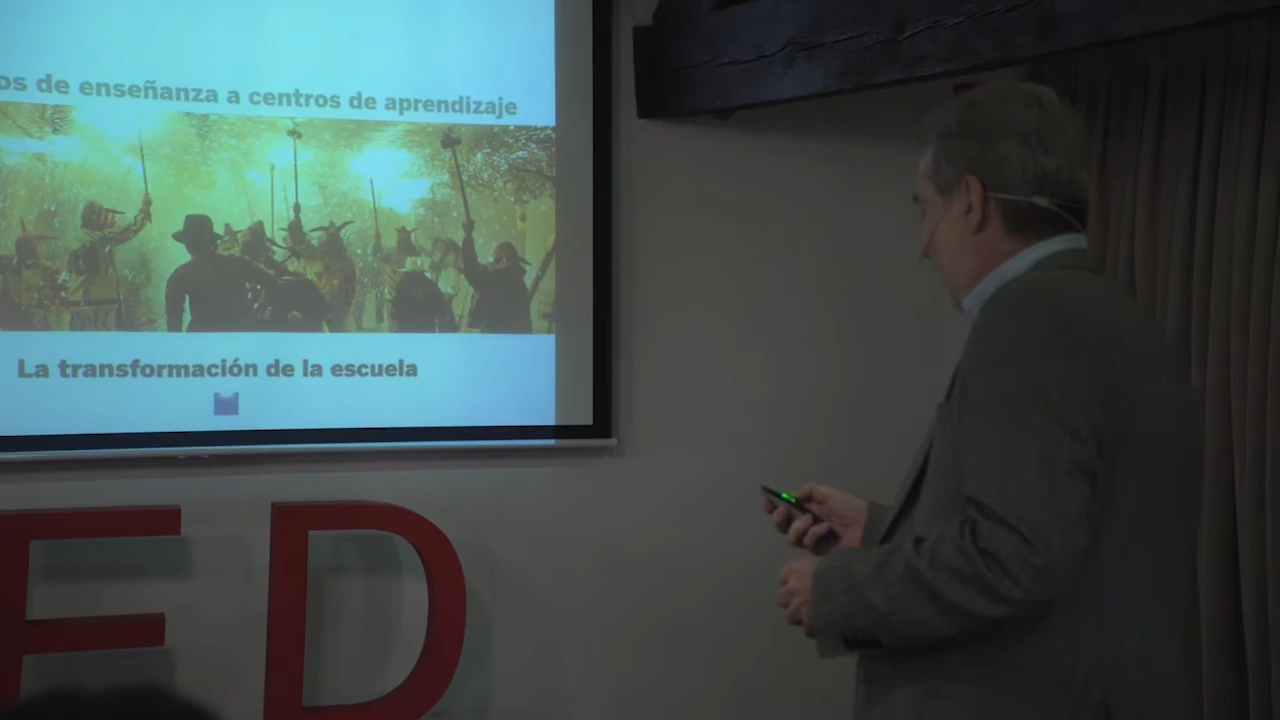 os de enseñanza a centros de aprendizaje
La transformación de la escuela
ED